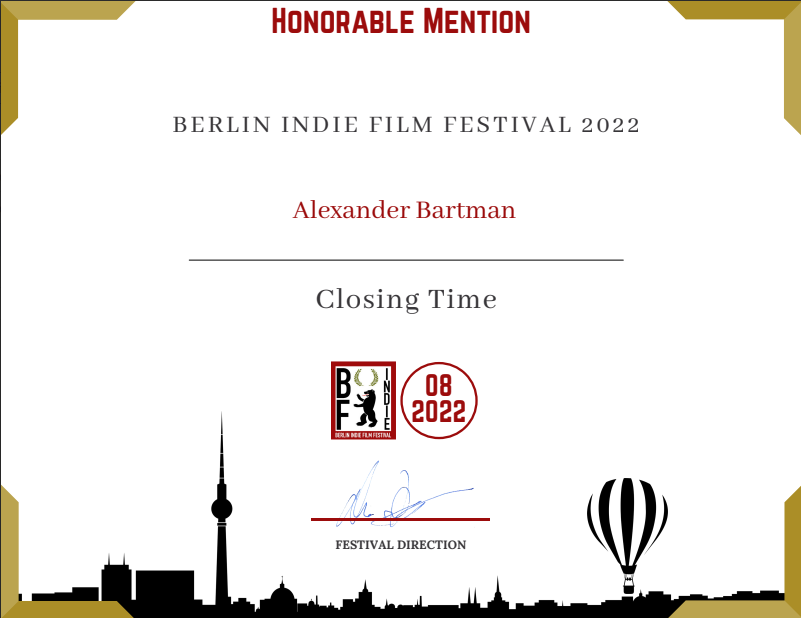 HONORABLE MENTION
BERLIN INDIE FILM FESTIVAL 2022
Alexander Bartman
Closing Time
BF INDIE
BERLIN INDIE FILM FESTIVAL
08
2022
FESTIVAL DIRECTION